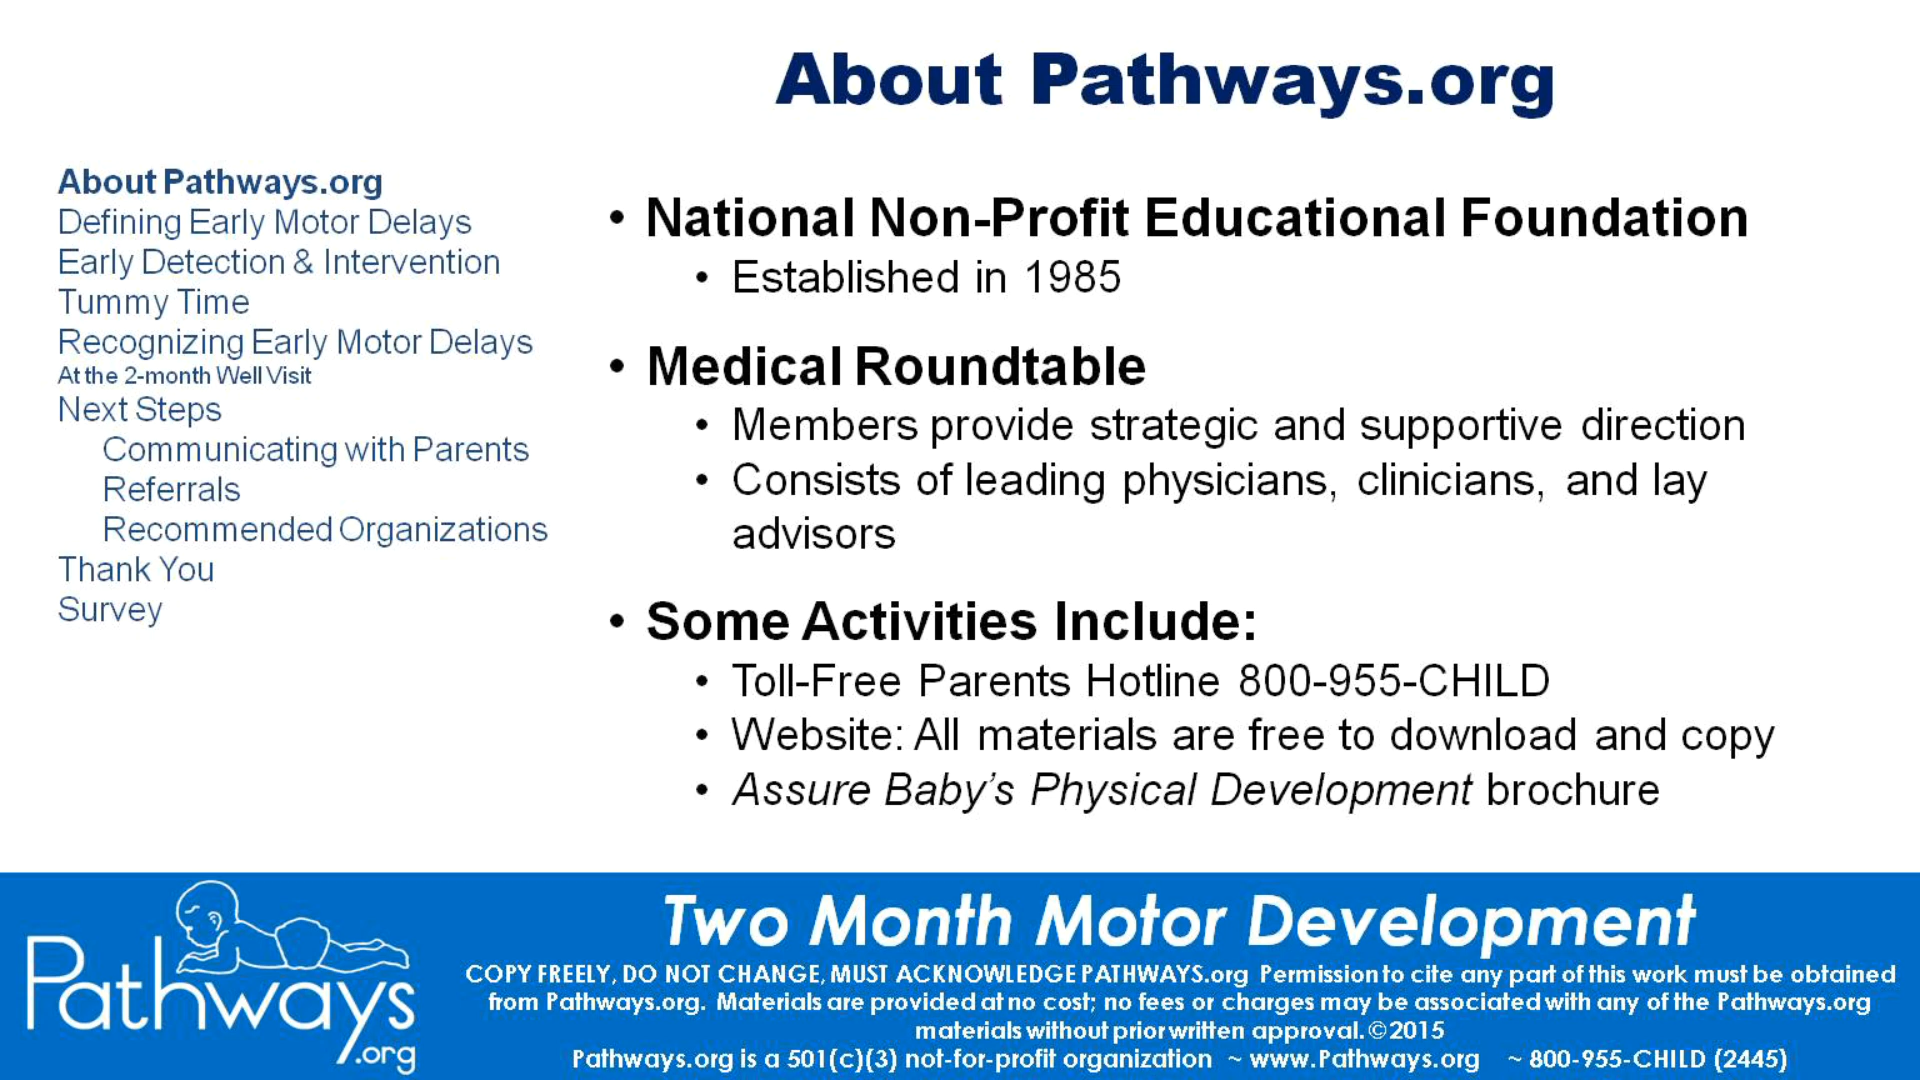 About Pathways.org
About Pathways.org
Defining Early Motor Delays
Early Detection & Intervention
Tummy Time
Recognizing Early Motor Delays
At the 2-month Well Visit
Next Steps
Communicating with Parents
Referrals
Recommended Organizations
Thank You
Survey
• National Non-Profit Educational Foundation
• Established in 1985
• Medical Roundtable
• Members provide strategic and supportive direction
• Consists of leading physicians, clinicians, and lay
advisors
• Some Activities Include:
• Toll-Free Parents Hotline 800-955-CHILD
• Website: All materials are free to download and copy
• Assure Baby's Physical Development brochure
Pathways
.org
Two Month Motor Development
COPY FREELY, DO NOT CHANGE, MUST ACKNOWLEDGE PATHWAYS.org Permission to cite any part of this work must be obtained
from Pathways.org. Materials are provided at no cost; no fees or charges may be associated with any of the Pathways.org
materials without prior written approval. ©2015
Pathways.org is a 501(c)(3) not-for-profit organization ~ www.Pathways.org ~ 800-955-CHILD (2445)